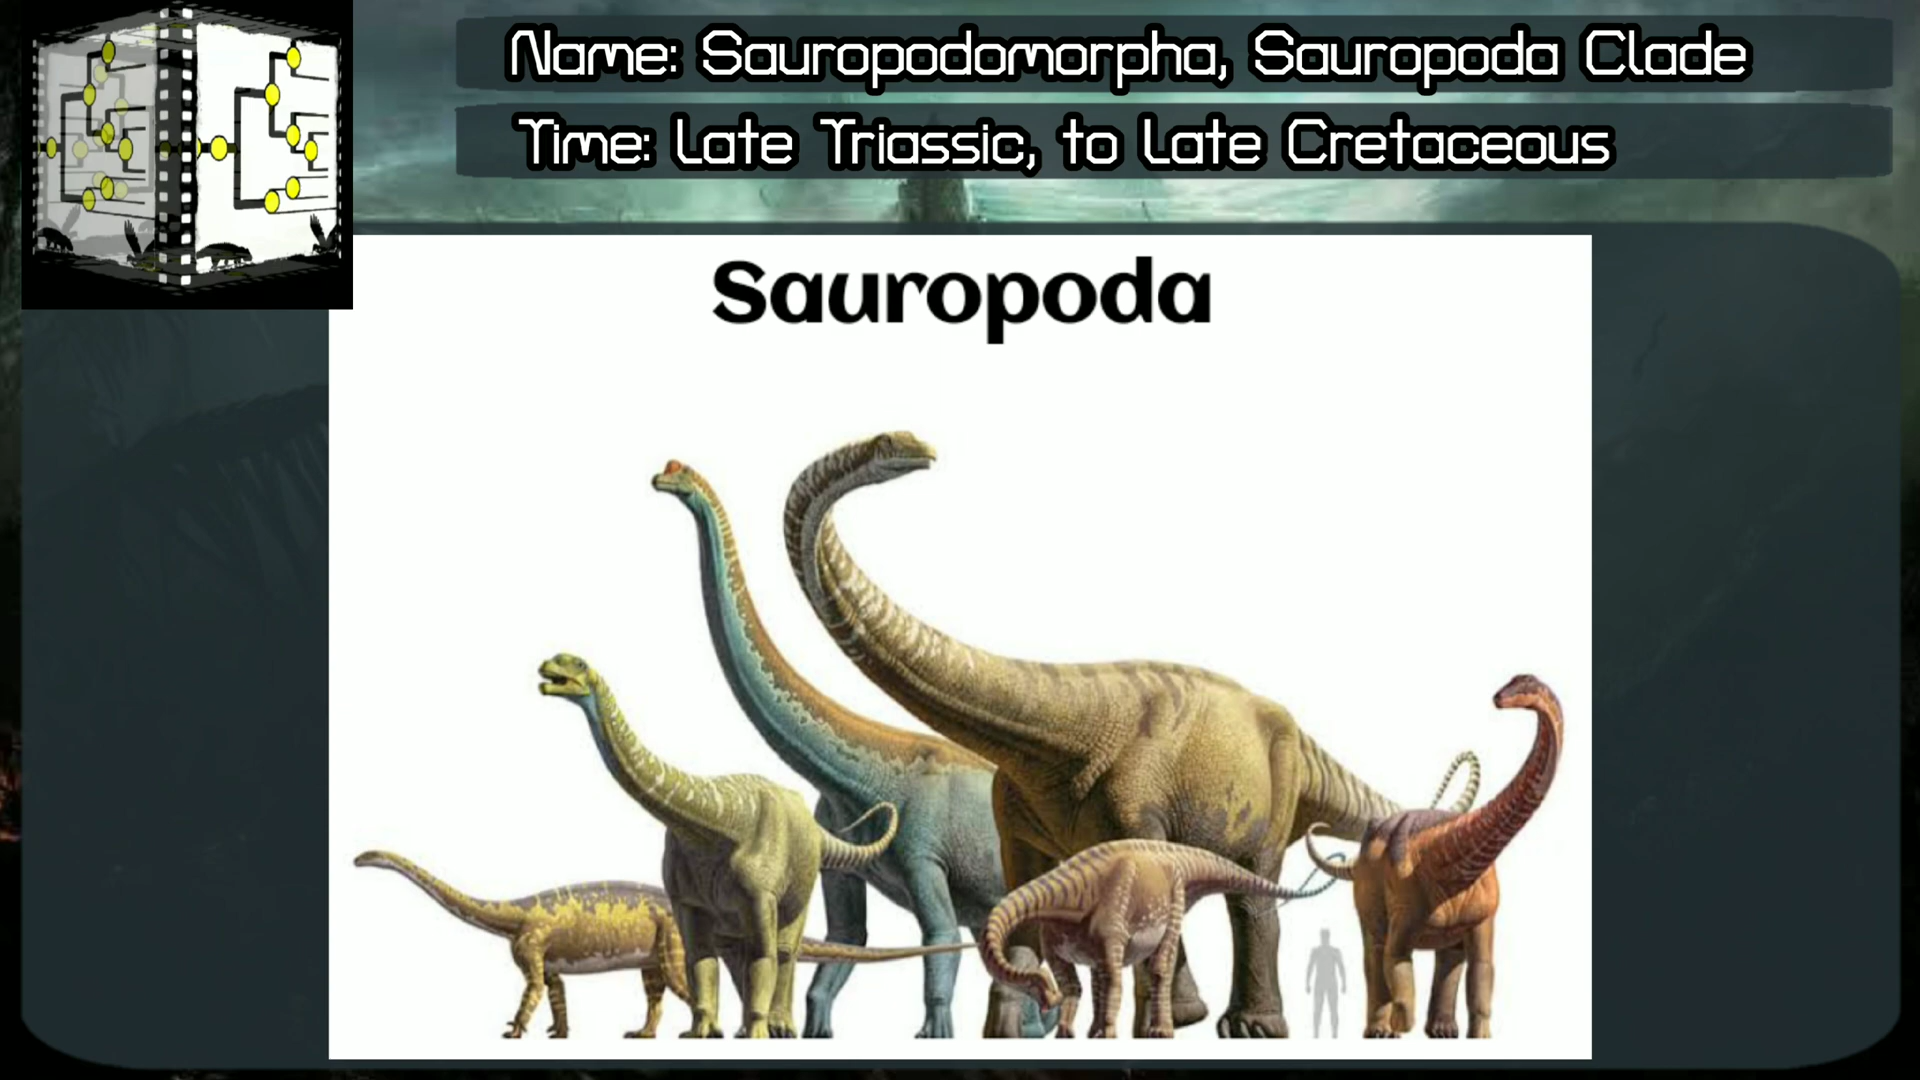 Name: Sauropodomorpha, Sauropoda Clade
Time: Late Triassic, to Late Cretaceous
Sauropoda